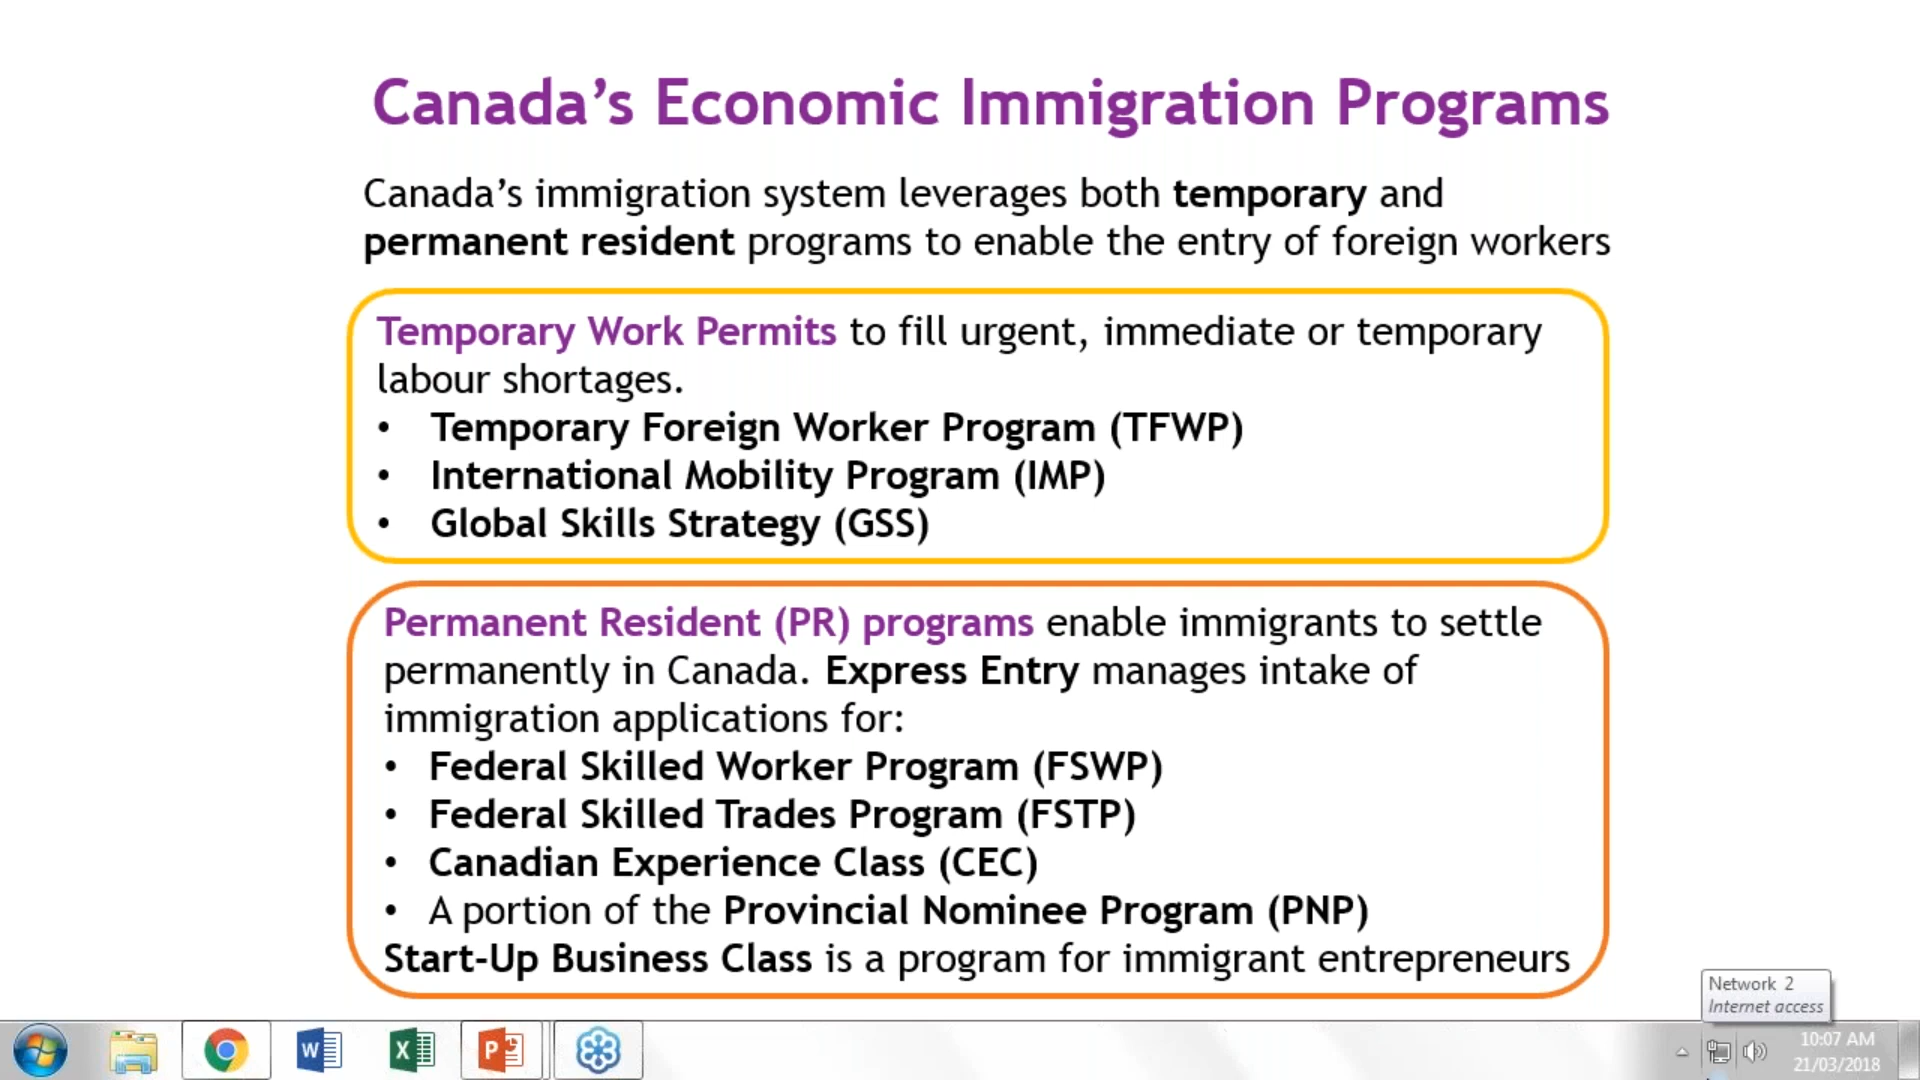 Canada’s Economic Immigration Programs
Canada’s immigration system leverages both temporary and
permanent resident programs to enable the entry of foreign workers
Temporary Work Permits to fill urgent, immediate or temporary
labour shortages.
• Temporary Foreign Worker Program (TFWP)
• International Mobility Program (IMP)
• Global Skills Strategy (GSS)
Permanent Resident (PR) programs enable immigrants to settle
permanently in Canada. Express Entry manages intake of
immigration applications for:
• Federal Skilled Worker Program (FSWP)
• Federal Skilled Trades Program (FSTP)
• Canadian Experience Class (CEC)
• A portion of the Provincial Nominee Program (PNP)
Start-Up Business Class is a program for immigrant entrepreneurs
Network 2
Internet access
10:07 AM
21/03/2018